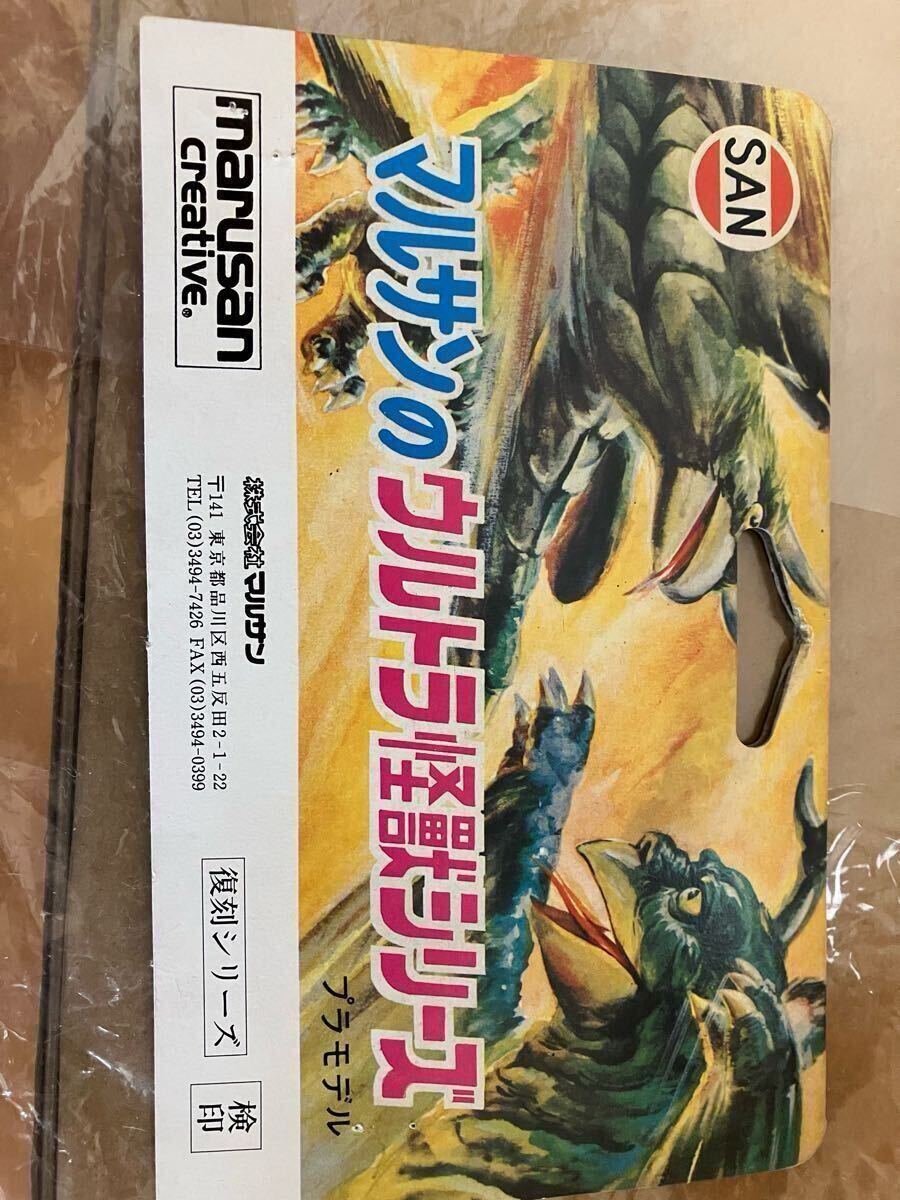 SAN
マルサンのウルトラ怪獣シリーズ
プラモデル
marusan
creative®
株式会社マルサン
〒141 東京都品川区西五反田2-1-22
TEL (03)3494-7426 FAX (03)3494-0399
復刻シリーズ
検印